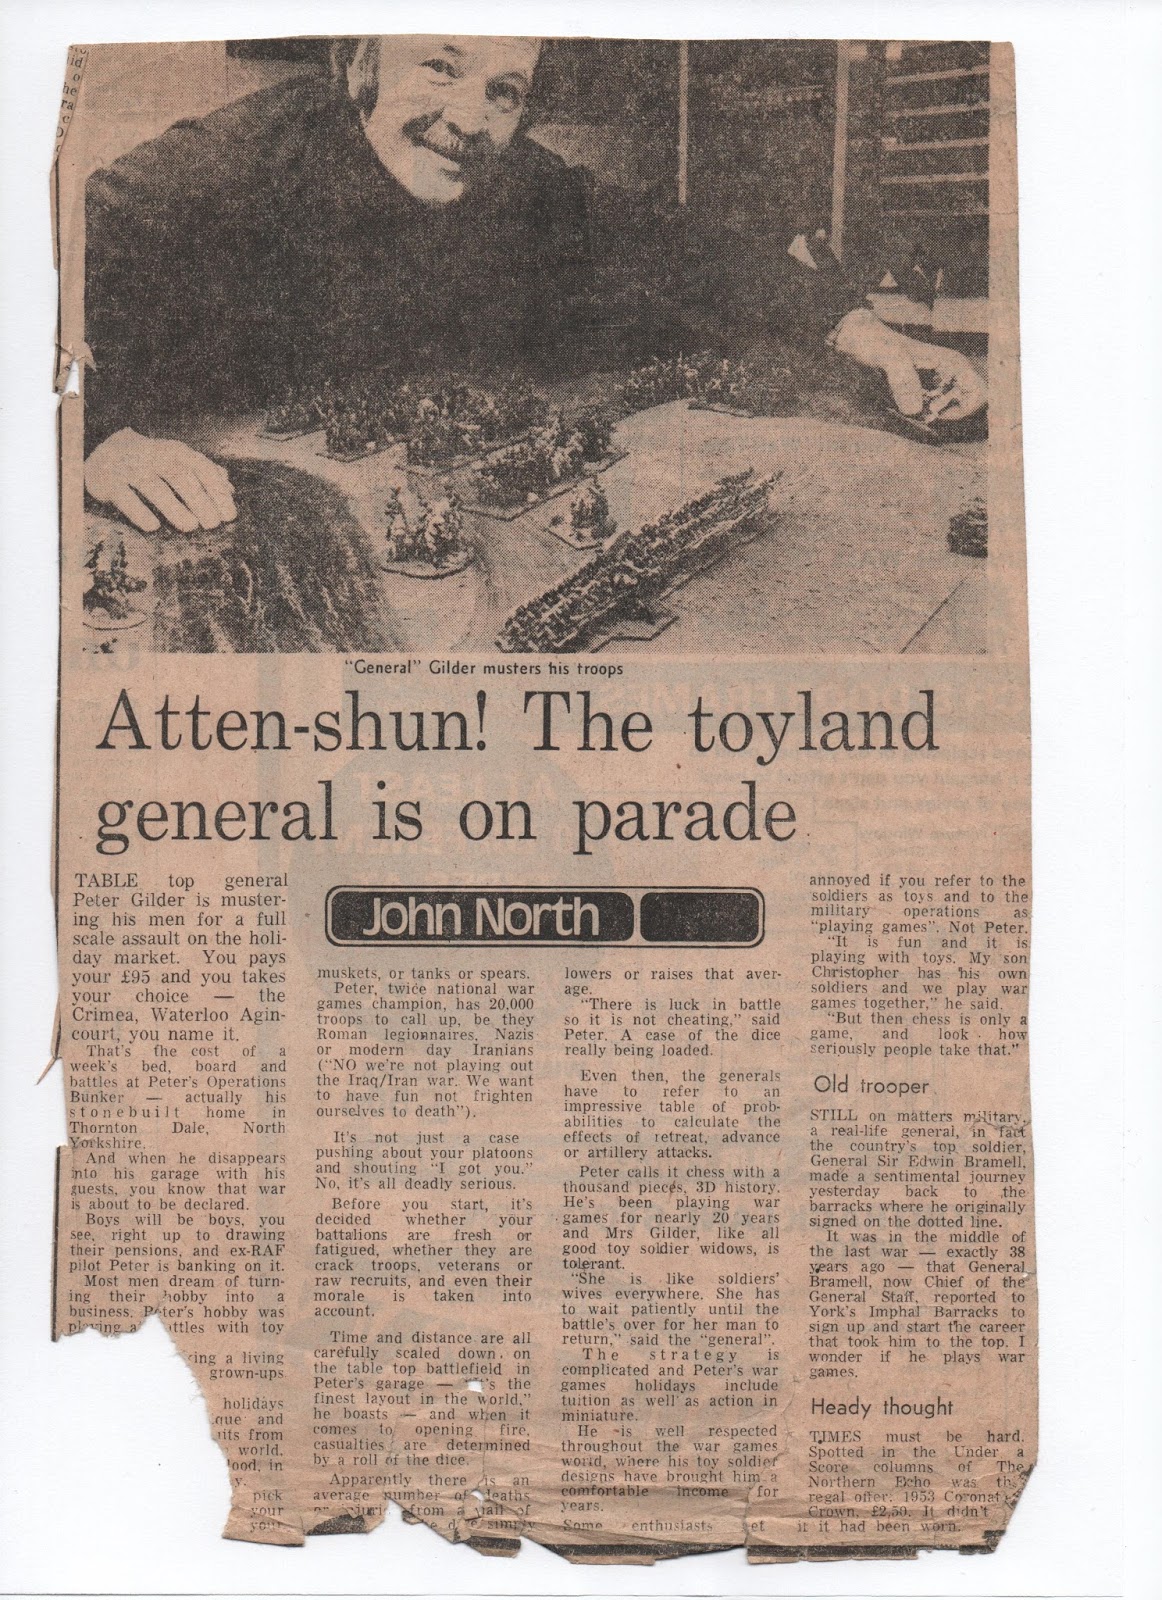 "General" Gilder musters his troops
Atten-shun! The toyland
general is on parade
John North
TABLE top general
Peter Gilder is muster-
ing his men for a full
scale assault on the holi-
day market. You pays
your £95 and you takes
your choice — the
Crimea, Waterloo Agin-
court, you name it.
That's the cost of a
week's bed, board and
battles at Peter's Operations
Bunker — actually his
stonebuilt home in
Thornton Dale, North
Yorkshire.
And when he disappears
into his garage with his
guests, you know that war
is about to be declared.
Boys will be boys, you
see, right up to drawing
their pensions, and ex-RAF
pilot Peter is banking on it.
Most men dream of turn-
ing their hobby into a
business. Peter's hobby was
playing ttles with toy
king a living
grown-ups
holidays
que and
uits from
world,
lood, in
y.
pick
your
your
muskets, or tanks or spears.
Peter, twice national war
games champion, has 20,000
troops to call up, be they
Roman legionnaires, Nazis
or modern day Iranians
("NO we're not playing out
the Iraq/Iran war. We want
to have fun not frighten
ourselves to death").
It's not just a case of
pushing about your platoons
and shouting "I got you."
No, it's all deadly serious.
Before you start, it's
decided whether your
battalions are fresh or
fatigued, whether they are
crack troops, veterans or
raw recruits, and even their
morale is taken into
account.
Time and distance are all
carefully scaled down on
the table top battlefield in
Peter's garage — "it's the
finest layout in the world,"
he boasts — and when it
comes to opening fire,
casualties are determined
by a roll of the dice.
Apparently there is an
average number of deaths
from a of
simply
lowers or raises that aver-
age.
"There is luck in battle
so it is not cheating," said
Peter. A case of the dice
really being loaded.
Even then, the generals
have to refer to an
impressive table of prob-
abilities to calculate the
effects of retreat, advance
or artillery attacks.
Peter calls it chess with a
thousand pieces, 3D history.
He's been playing war
games for nearly 20 years
and Mrs Gilder, like all
good toy soldier widows, is
tolerant.
"She is like soldiers'
wives everywhere. She has
to wait patiently until the
battle's over for her man to
return," said the "general".
The strategy is
complicated and Peter's war
games holidays include
tuition as well as action in
miniature.
He is well respected
throughout the war games
world, where his toy soldier
designs have brought him a
comfortable income for
years.
Some enthusiasts get
annoyed if you refer to the
soldiers as toys and to the
military operations as
"playing games". Not Peter.
"It is fun and it is
playing with toys. My son
Christopher has his own
soldiers and we play war
games together," he said.
"But then chess is only a
game, and look how
seriously people take that."
Old trooper
STILL on matters military,
a real-life general, in fact
the country's top soldier,
General Sir Edwin Bramell,
made a sentimental journey
yesterday back to the
barracks where he originally
signed on the dotted line.
It was in the middle of
the last war — exactly 38
years ago — that General
Bramell, now Chief of the
General Staff, reported to
York's Imphal Barracks to
sign up and start the career
that took him to the top. I
wonder if he plays war
games.
Heady thought
TIMES must be hard.
Spotted in the Under a
Score columns of The
Northern Echo was this
regal offer: 1953 Coronat
Crown, £2,50. It didn't
it it had been worn.